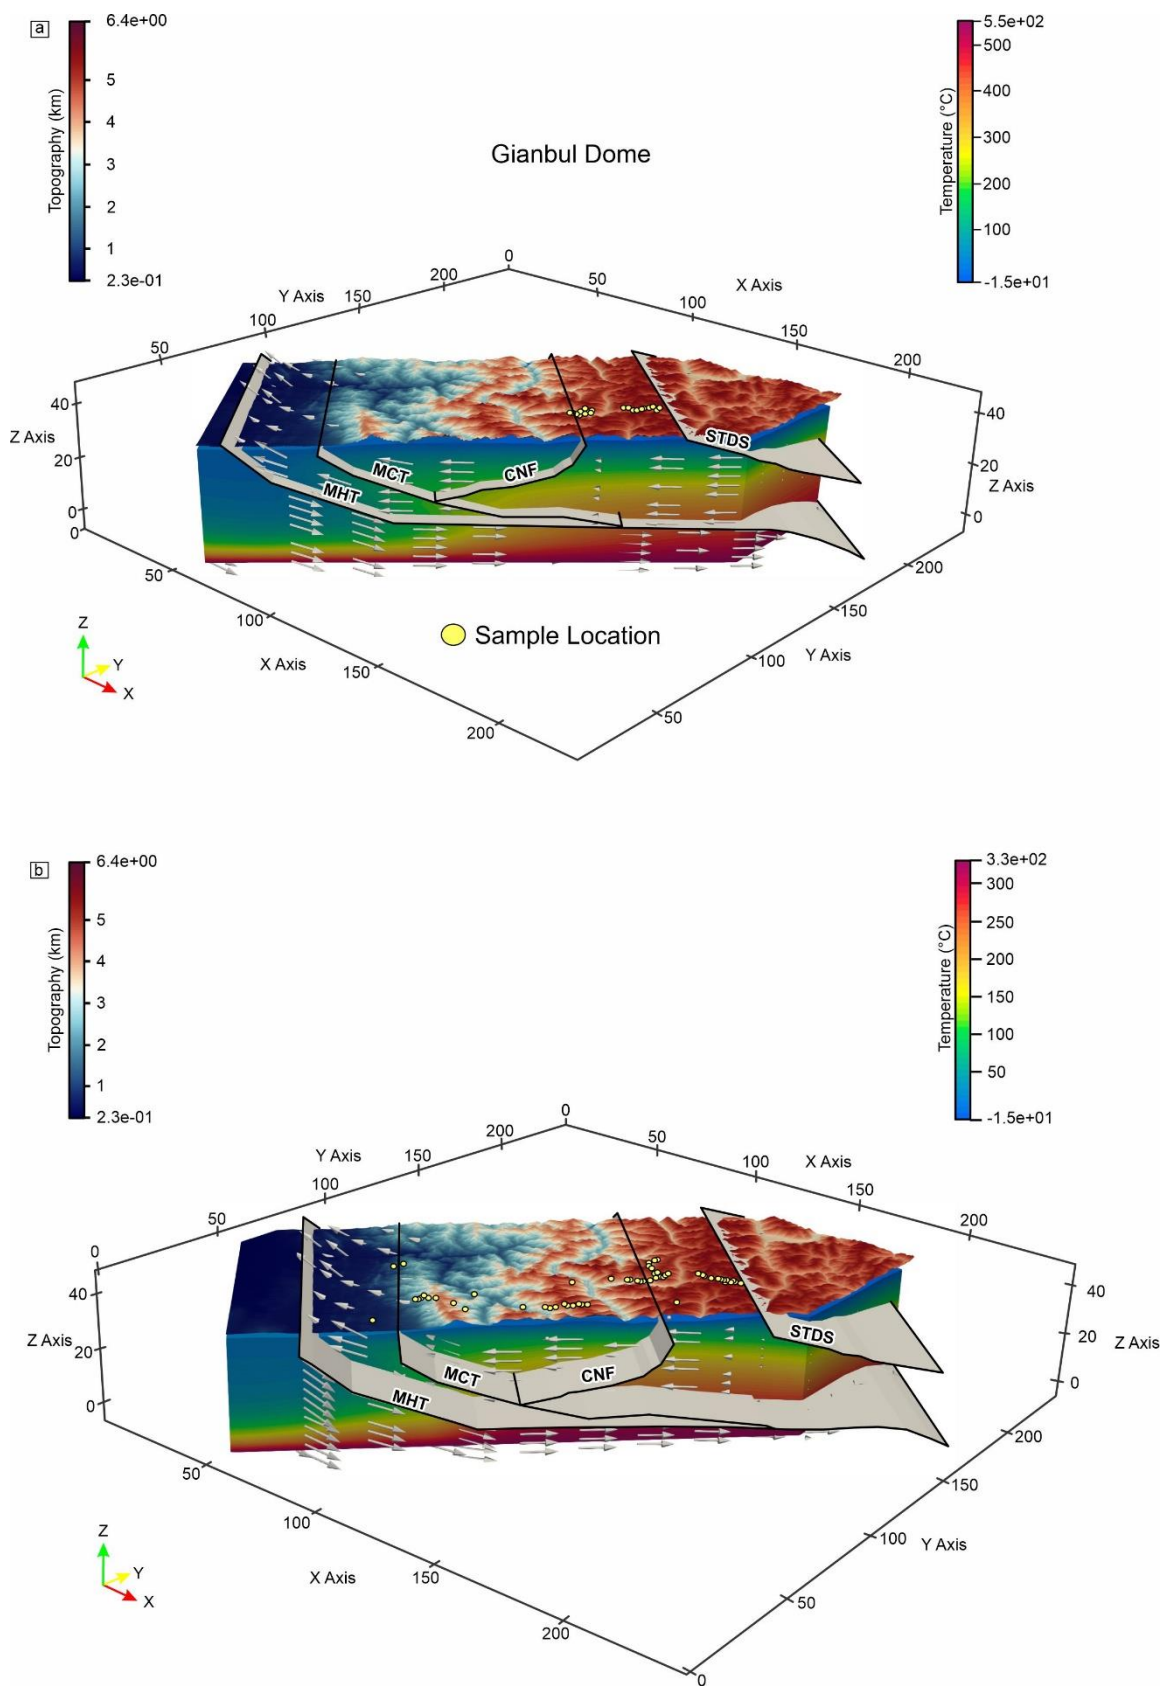 a
6.4e+00
5
4
3
2
1
2.3e-01
Topography (km)
Gianbul Dome
5.5e+02
500
400
300
200
100
-1.5e+01
Temperature (°C)
0
50
100
150
200
X Axis
200
150
100
50
Y Axis
40
20
0
Z Axis
0
40
20
0
Z Axis
STDS
MCT
CNF
MHT
50
100
150
200
X Axis
200
150
100
50
Y Axis
Sample Location
Z
Y
X
b
6.4e+00
5
4
3
2
1
2.3e-01
Topography (km)
3.3e+02
300
200
150
200
150
100
50
-1.5e+01
Temperature (°C)
0
50
100
150
200
X Axis
200
150
100
50
0
Y Axis
40
20
0
Z Axis
40
20
0
Z Axis
STDS
MCT
CNF
MHT
50
100
150
200
X Axis
200
150
100
50
0
Y Axis
Z
Y
X